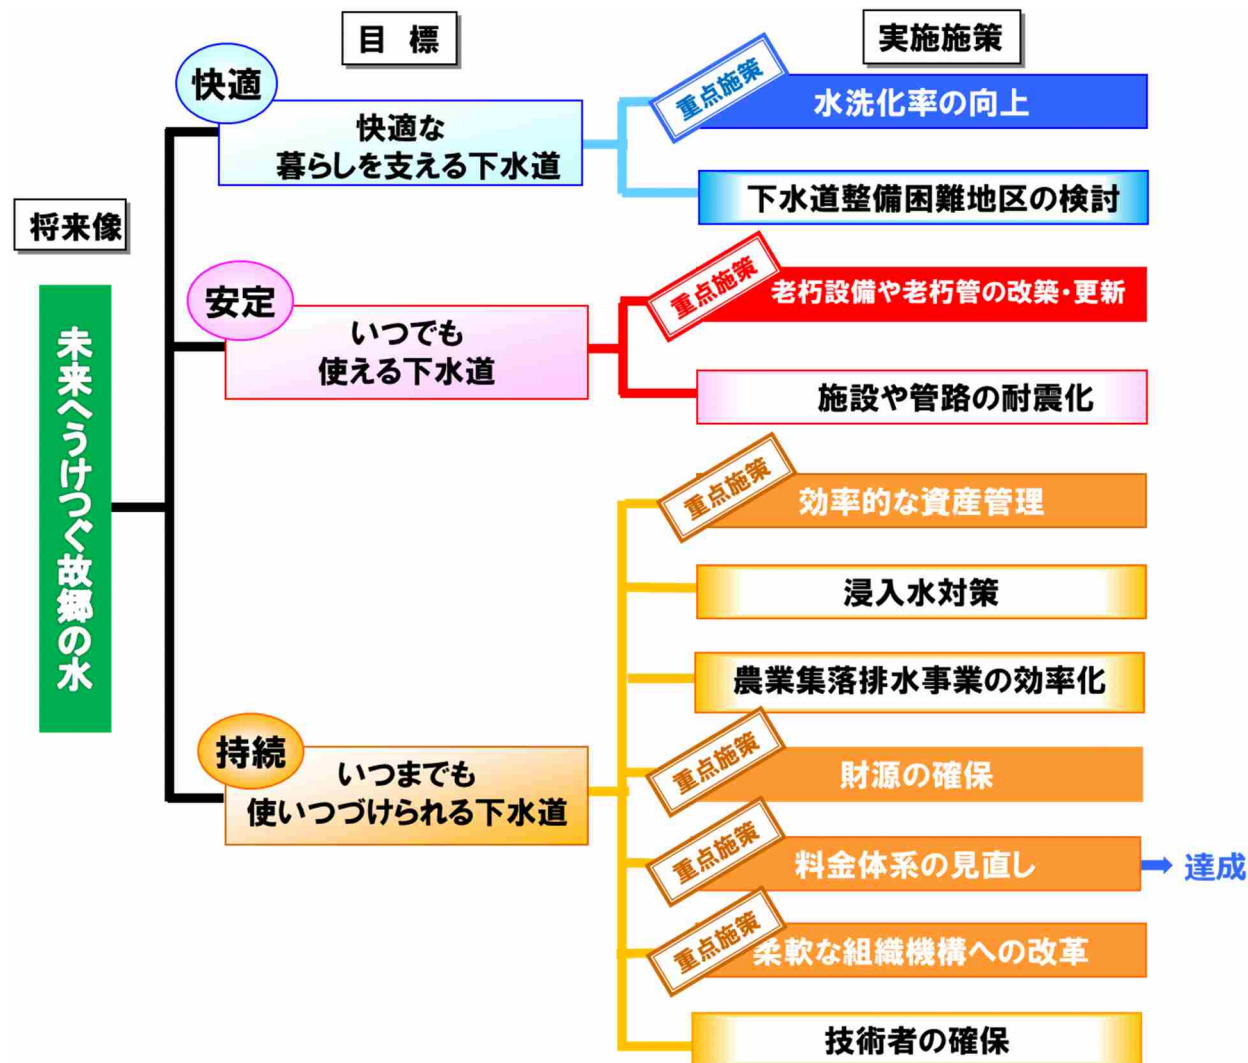 目 標
実施施策
将来像
未来へうけつぐ故郷の水
快適
快適な
暮らしを支える下水道
重点施策
水洗化率の向上
下水道整備困難地区の検討
安定
いつでも
使える下水道
重点施策
老朽設備や老朽管の改築・更新
施設や管路の耐震化
持続
いつまでも
使いつづけられる下水道
重点施策
効率的な資産管理
浸入水対策
農業集落排水事業の効率化
重点施策
財源の確保
重点施策
料金体系の見直し
達成
重点施策
柔軟な組織機構への改革
技術者の確保